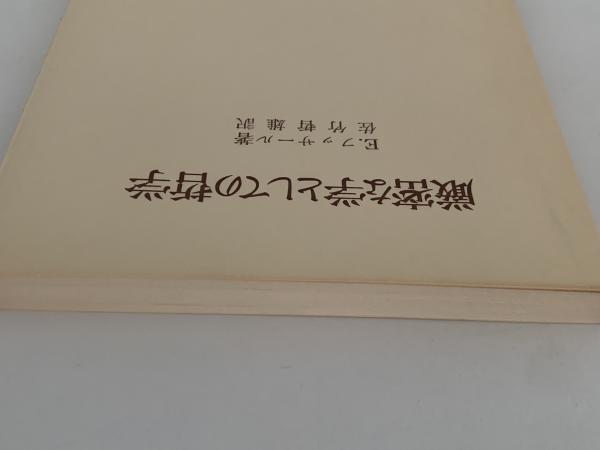 厳密な学としての哲学
E.フッサール著
佐竹哲雄訳